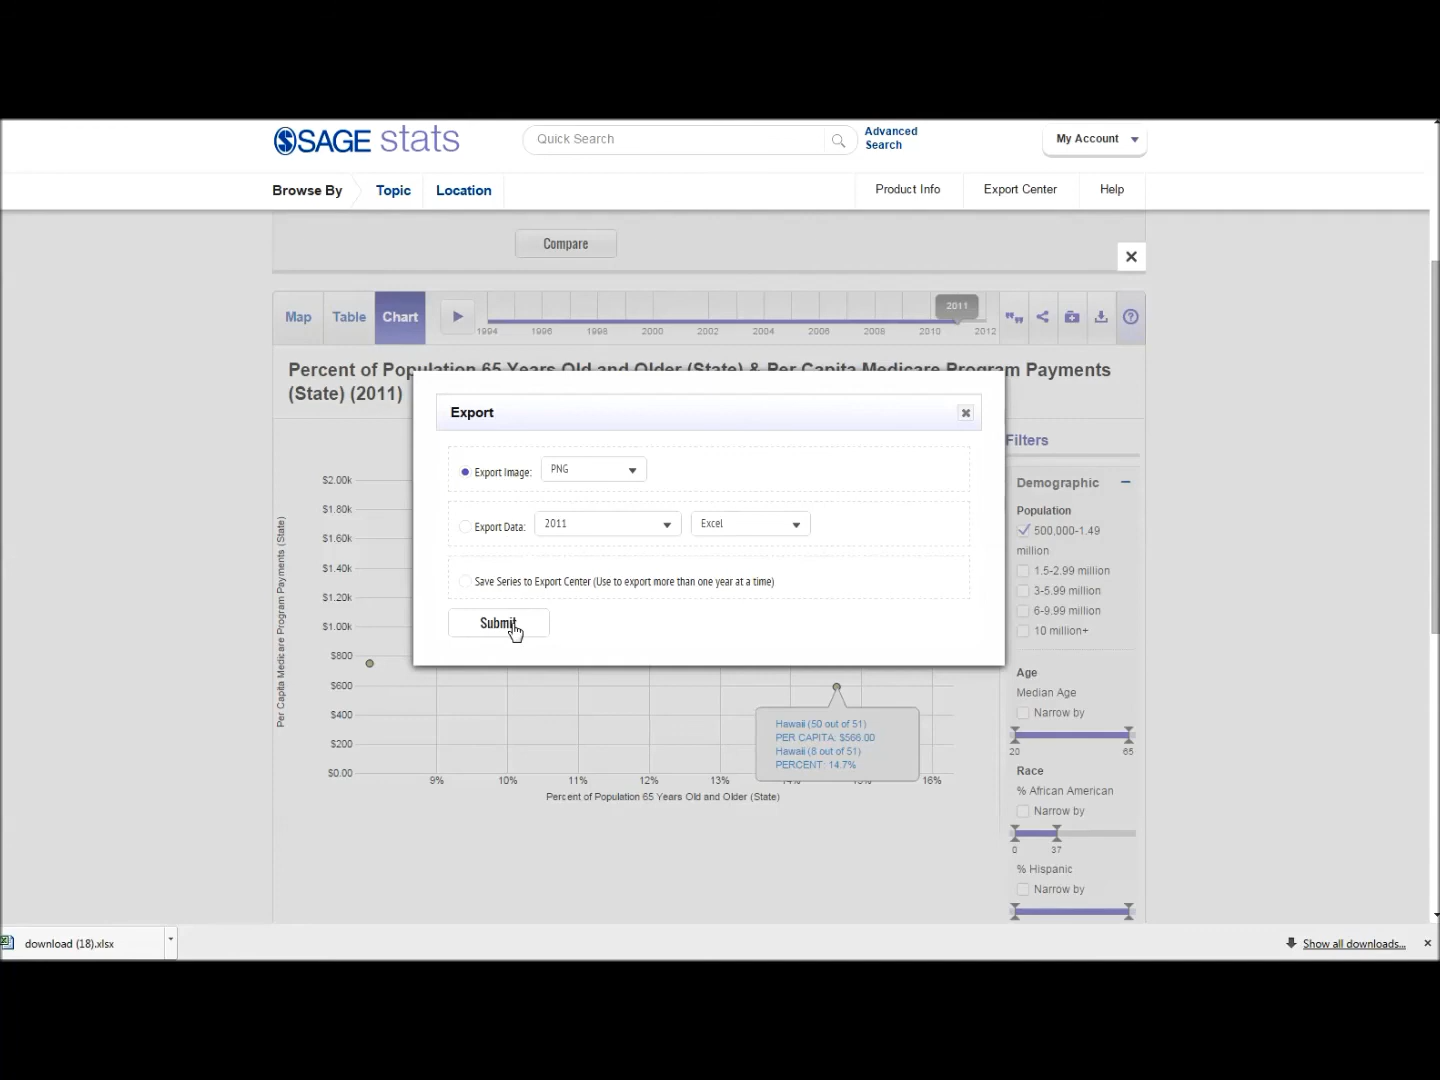 SAGE stats
Quick Search
Advanced
Search
My Account
Browse By
Topic
Location
Product Info
Export Center
Help
Compare
Map
Table
Chart
2011
1994
1996
1998
2000
2002
2004
2006
2008
2010
2012
Percent of Population 65 Years Old and Older (State) & Per Capita Medicare Program Payments
(State) (2011)
Export
Export Image:
PNG
Export Data:
2011
Excel
Save Series to Export Center (Use to export more than one year at a time)
Submit
Per Capita Medicare Program Payments (State)
$2.00k
$1.80k
$1.60k
$1.40k
$1.20k
$1.00k
$800
$600
$400
$200
$0.00
Hawaii (50 out of 51)
PER CAPITA: $566.00
Hawaii (8 out of 51)
PERCENT: 14.7%
9%
10%
11%
12%
13%
14%
15%
16%
Percent of Population 65 Years Old and Older (State)
Filters
Demographic
Population
500,000-1.49
million
1.5-2.99 million
3-5.99 million
6-9.99 million
10 million+
Age
Median Age
Narrow by
20
65
Race
% African American
Narrow by
0
37
% Hispanic
Narrow by
download (18).xlsx
Show all downloads...